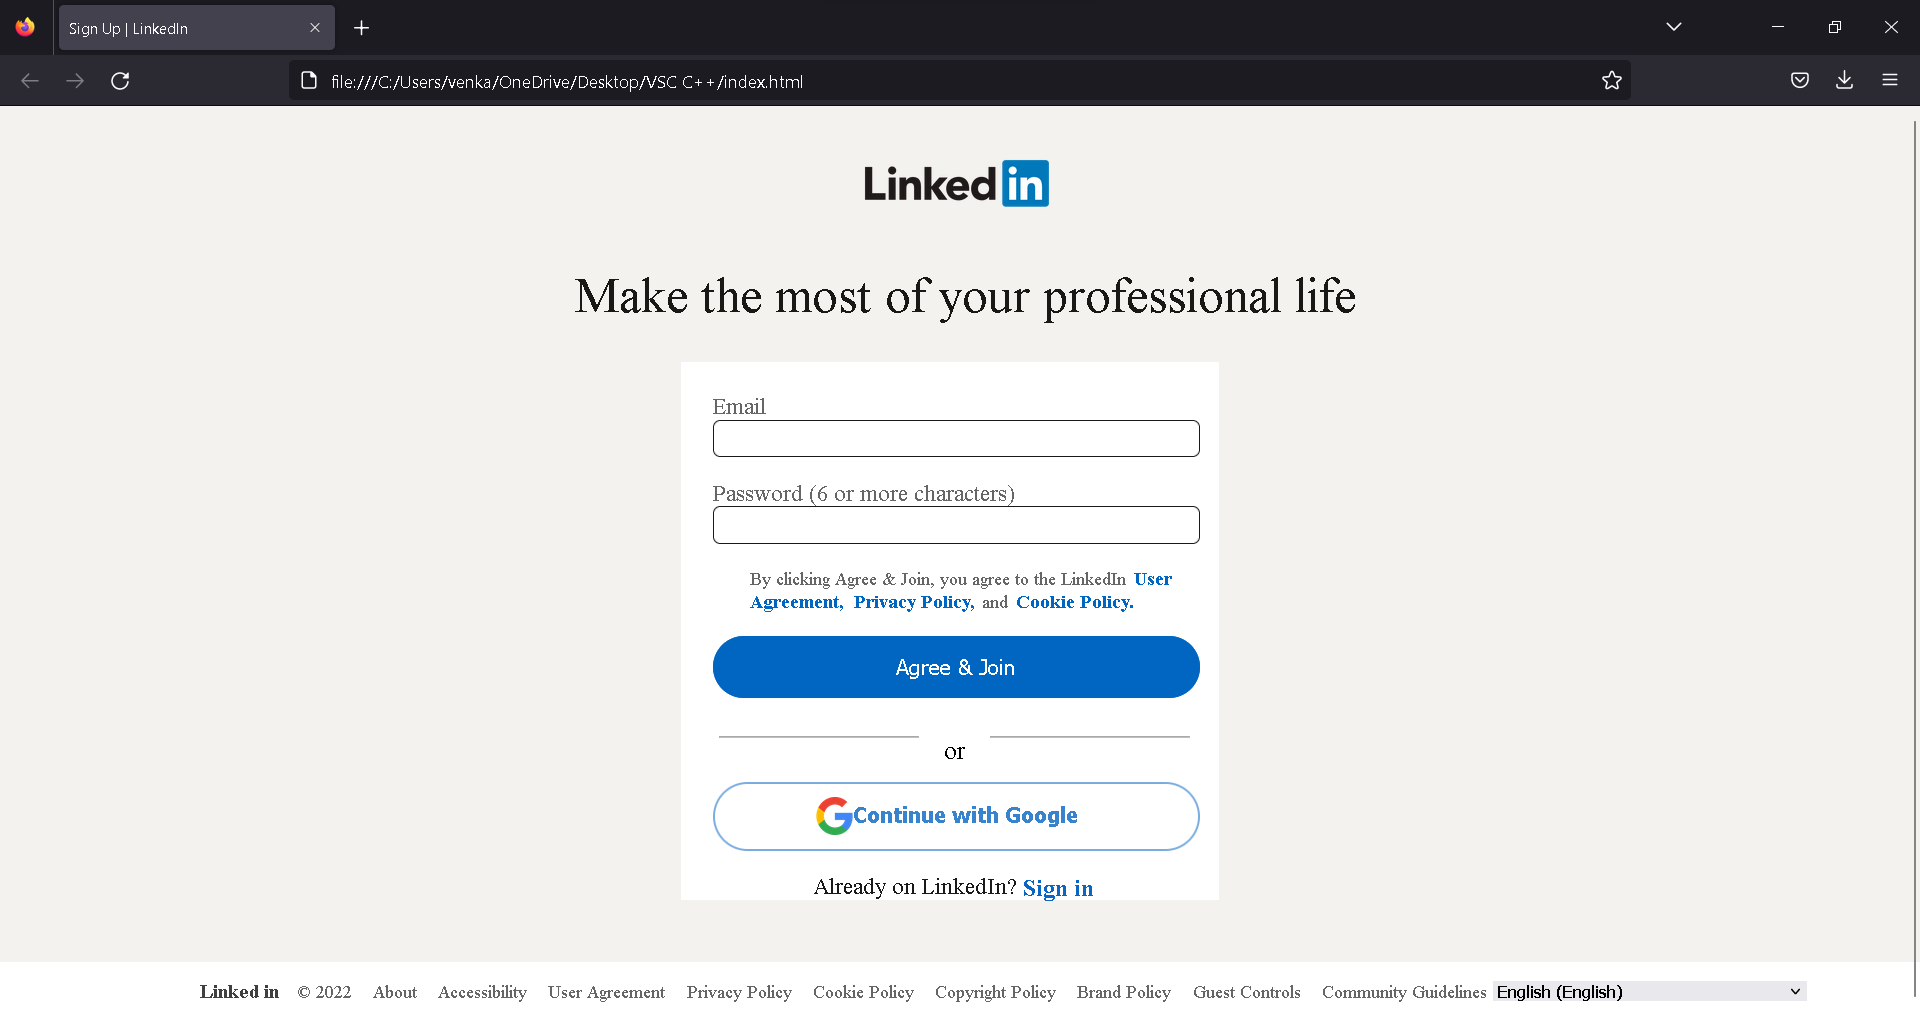 Sign Up | LinkedIn
file:///C:/Users/venka/OneDrive/Desktop/VSC C++/index.html
Linked in
Make the most of your professional life
Email
Password (6 or more characters)
By clicking Agree & Join, you agree to the LinkedIn User
Agreement, Privacy Policy, and Cookie Policy.
Agree & Join
or
Continue with Google
Already on LinkedIn? Sign in
Linked in © 2022 About Accessibility User Agreement Privacy Policy Cookie Policy Copyright Policy Brand Policy Guest Controls Community Guidelines English (English)